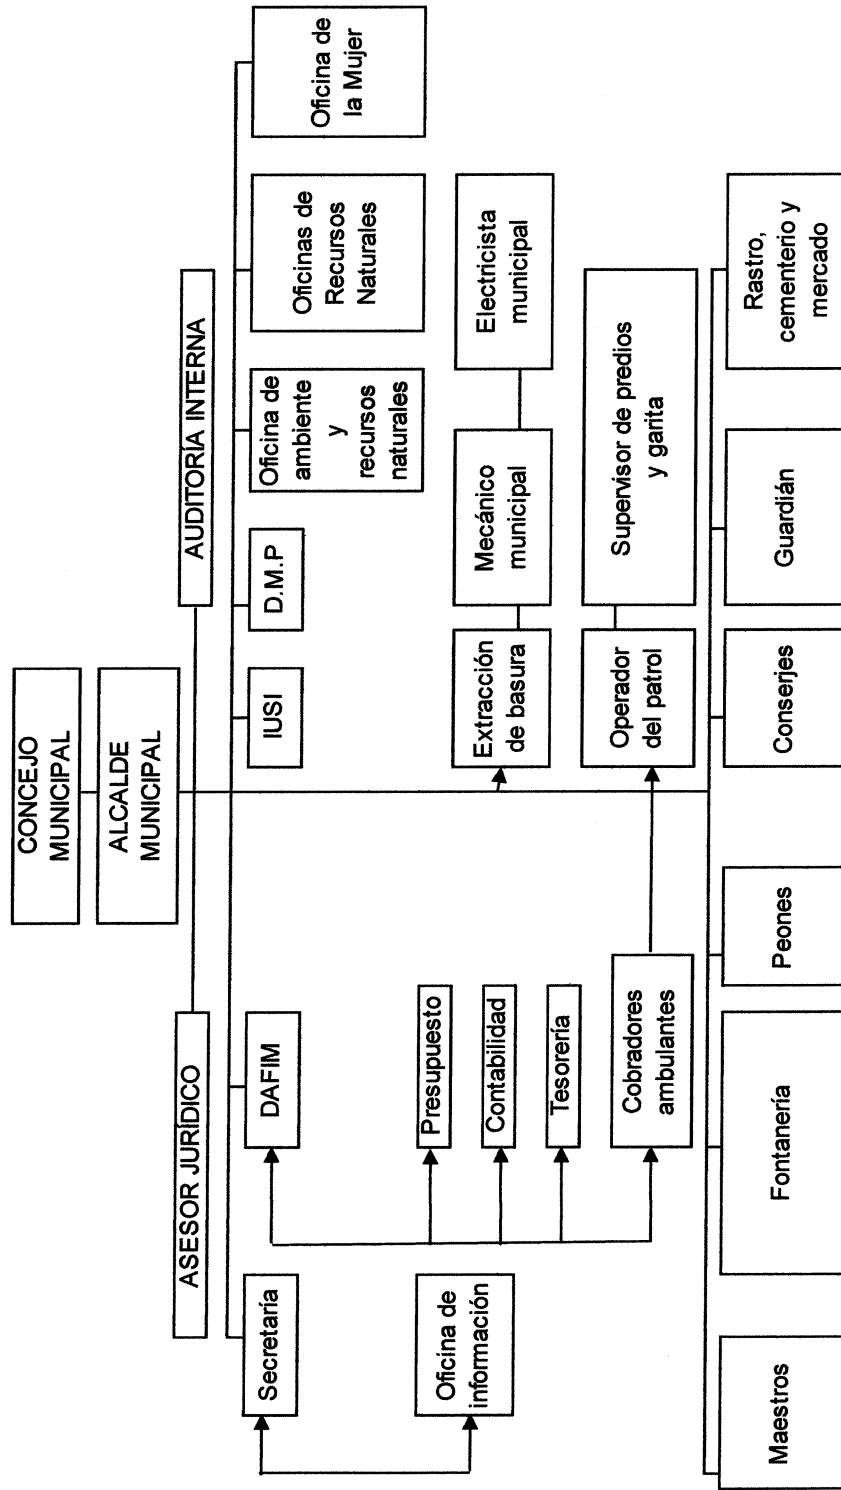 CONCEJO
MUNICIPAL
ALCALDE
MUNICIPAL
ASESOR JURÍDICO
AUDITORÍA INTERNA
Secretaría
DAFIM
IUSI
D.M.P
Oficina de
ambiente
y
recursos
naturales
Oficinas de
Recursos
Naturales
Oficina de
la Mujer
Oficina de
información
Presupuesto
Contabilidad
Tesorería
Cobradores
ambulantes
Extracción
de basura
Mecánico
municipal
Electricista
municipal
Operador
del patrol
Supervisor de predios
y garita
Maestros
Fontanería
Peones
Conserjes
Guardián
Rastro,
cementerio y
mercado